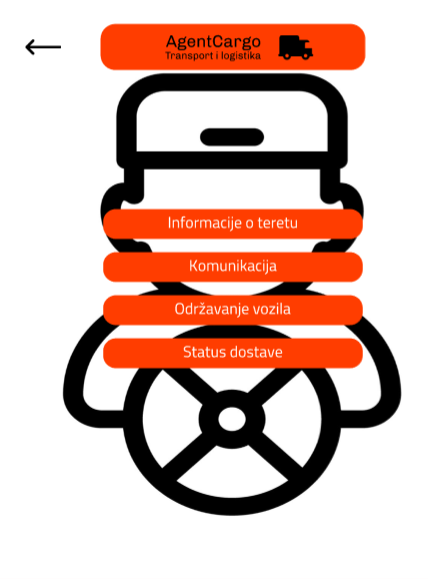 AgentCargo
Transport i logistika
Informacije o teretu
Komunikacija
Održavanje vozila
Status dostave